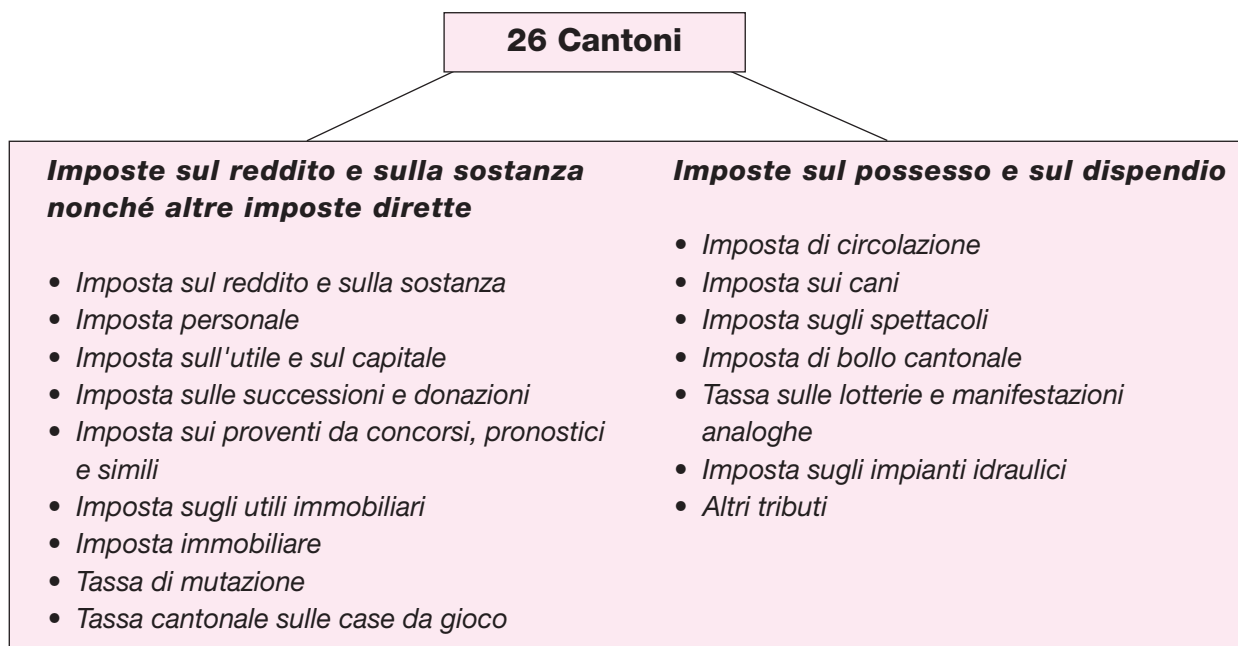 26 Cantoni
Imposte sul reddito e sulla sostanza
nonché altre imposte dirette
• Imposta sul reddito e sulla sostanza
• Imposta personale
• Imposta sull'utile e sul capitale
• Imposta sulle successioni e donazioni
• Imposta sui proventi da concorsi, pronostici
e simili
• Imposta sugli utili immobiliari
• Imposta immobiliare
• Tassa di mutazione
• Tassa cantonale sulle case da gioco
Imposte sul possesso e sul dispendio
• Imposta di circolazione
• Imposta sui cani
• Imposta sugli spettacoli
• Imposta di bollo cantonale
• Tassa sulle lotterie e manifestazioni
analoghe
• Imposta sugli impianti idraulici
• Altri tributi